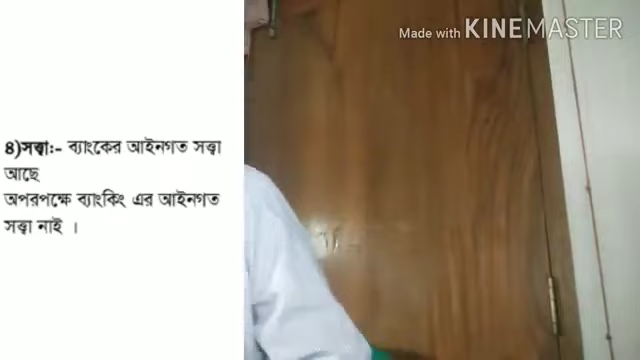 Made with KINEMASTER
৪)সত্ত্বা:- ব্যাংকের আইনগত সত্ত্বা
আছে
অপরপক্ষে ব্যাংকিং এর আইনগত
সত্ত্বা নাই ।